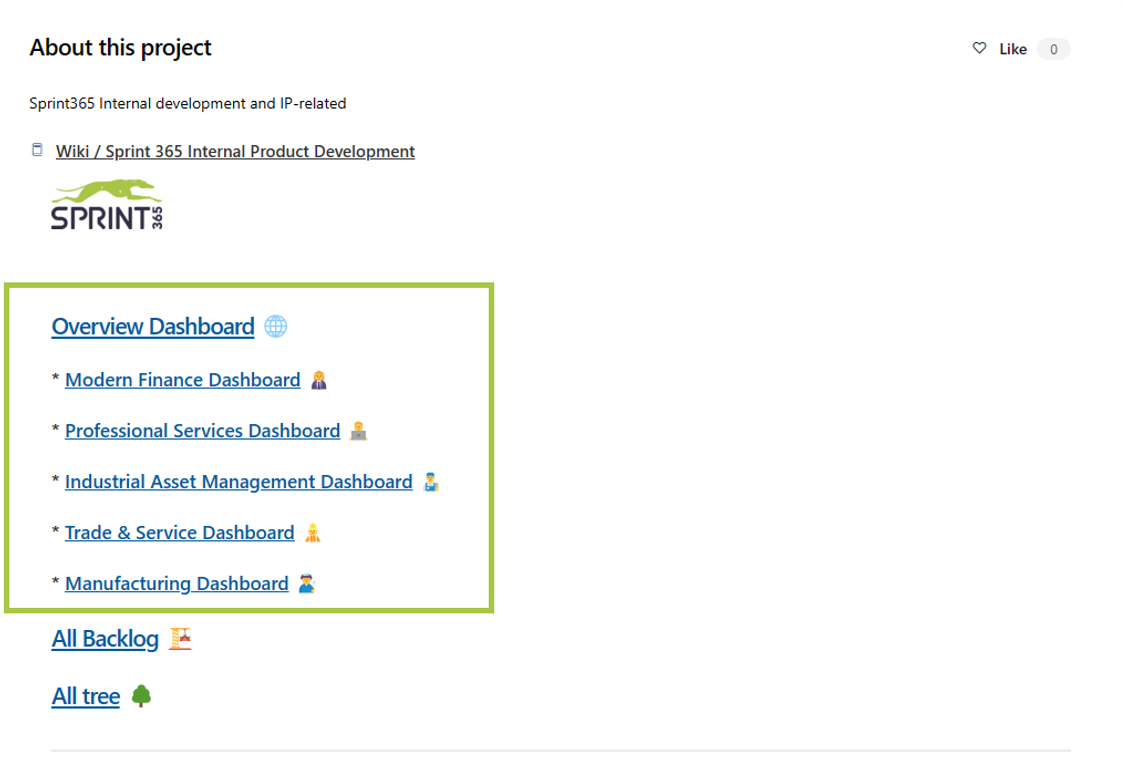 About this project
Like 0
Sprint365 Internal development and IP-related
Wiki / Sprint 365 Internal Product Development
SPRINT 365
Overview Dashboard
* Modern Finance Dashboard
* Professional Services Dashboard
* Industrial Asset Management Dashboard
* Trade & Service Dashboard
* Manufacturing Dashboard
All Backlog
All tree